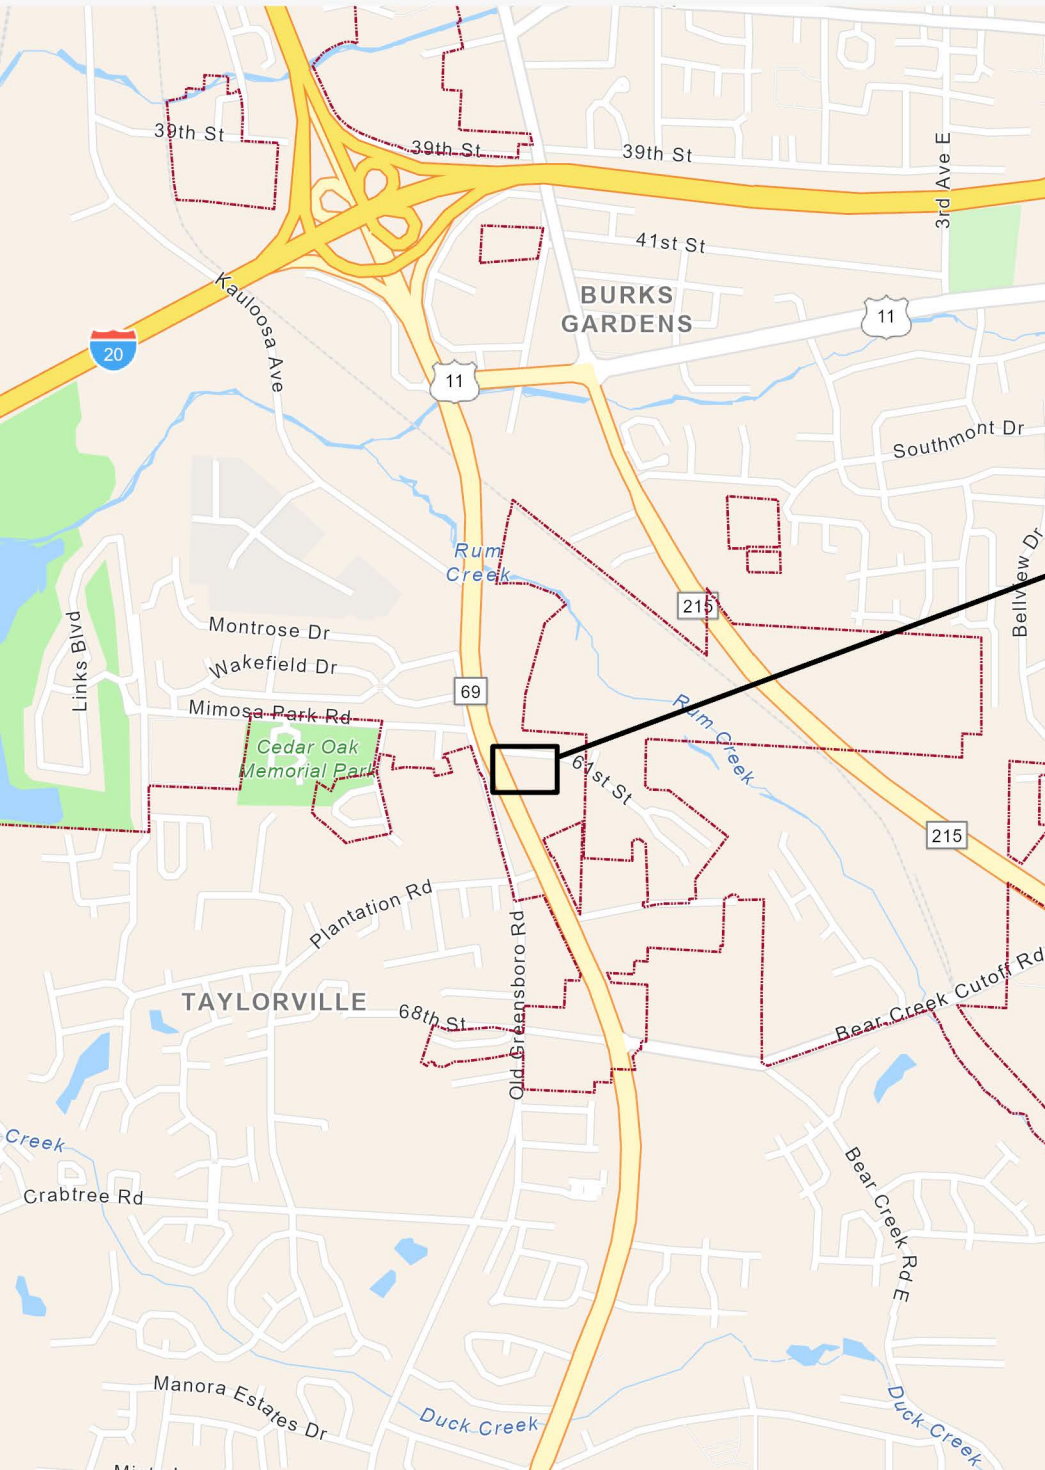 39th St
39th St
39th St
3rd Ave E
41st St
Kauloosa Ave
BURKS
GARDENS
11
20
11
Southmont Dr
Rum
Creek
Bellview Dr
215
Links Blvd
Montrose Dr
Wakefield Dr
69
Mimosa Park Rd
Rum Creek
Cedar Oak
Memorial Park
61st St
215
Plantation Rd
Old Greensboro Rd
TAYLORVILLE
68th St
Bear Creek Cutoff Rd
Creek
Crabtree Rd
Bear Creek Rd E
Manora Estates Dr
Duck Creek
Duck Creek